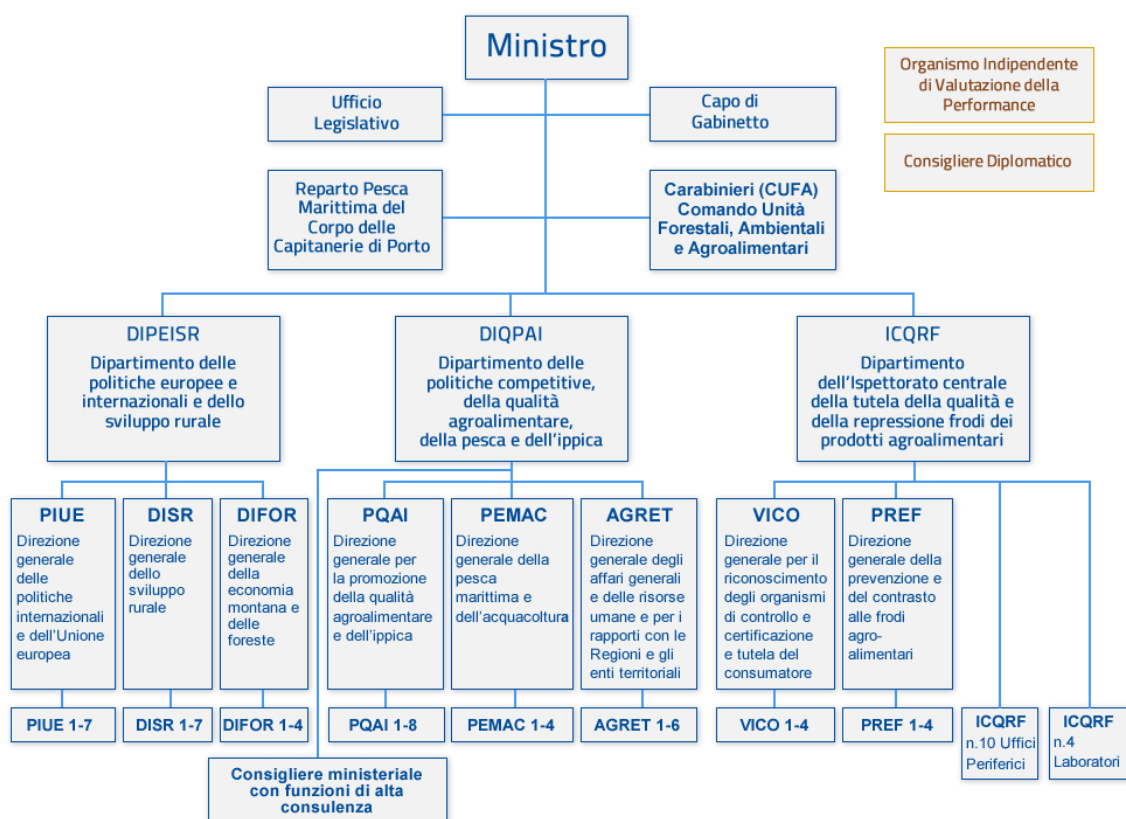 Ministro
Organismo Indipendente
di Valutazione della
Performance
Ufficio
Legislativo
Capo di
Gabinetto
Consigliere Diplomatico
Reparto Pesca
Marittima del
Corpo delle
Capitanerie di Porto
Carabinieri (CUFA)
Comando Unità
Forestali, Ambientali
e Agroalimentari
DIPEISR
Dipartimento delle
politiche europee e
internazionali e dello
sviluppo rurale
DIQPAI
Dipartimento delle
politiche competitive,
della qualità
agroalimentare,
della pesca e dell'ippica
ICQRF
Dipartimento
dell'Ispettorato centrale
della tutela della qualità e
della repressione frodi dei
prodotti agroalimentari
PIUE
Direzione
generale
delle
politiche
internazionali
e dell'Unione
europea
DISR
Direzione
generale
dello
sviluppo
rurale
DIFOR
Direzione
generale
della
economia
montana e
delle
foreste
PQAI
Direzione
generale per
la promozione
della qualità
agroalimentare
e dell'ippica
PEMAC
Direzione
generale della
pesca
marittima e
dell'acquacoltura
AGRET
Direzione
generale degli
affari generali
e delle risorse
umane e per i
rapporti con le
Regioni e gli
enti territoriali
VICO
Direzione
generale per il
riconoscimento
degli organismi
di controllo e
certificazione
e tutela del
consumatore
PREF
Direzione
generale della
prevenzione e
del contrasto
alle frodi
agro-
alimentari
PIUE 1-7
DISR 1-7
DIFOR 1-4
PQAI 1-8
PEMAC 1-4
AGRET 1-6
VICO 1-4
PREF 1-4
ICQRF
n.10 Uffici
Periferici
ICQRF
n.4
Laboratori
Consigliere ministeriale
con funzioni di alta
consulenza